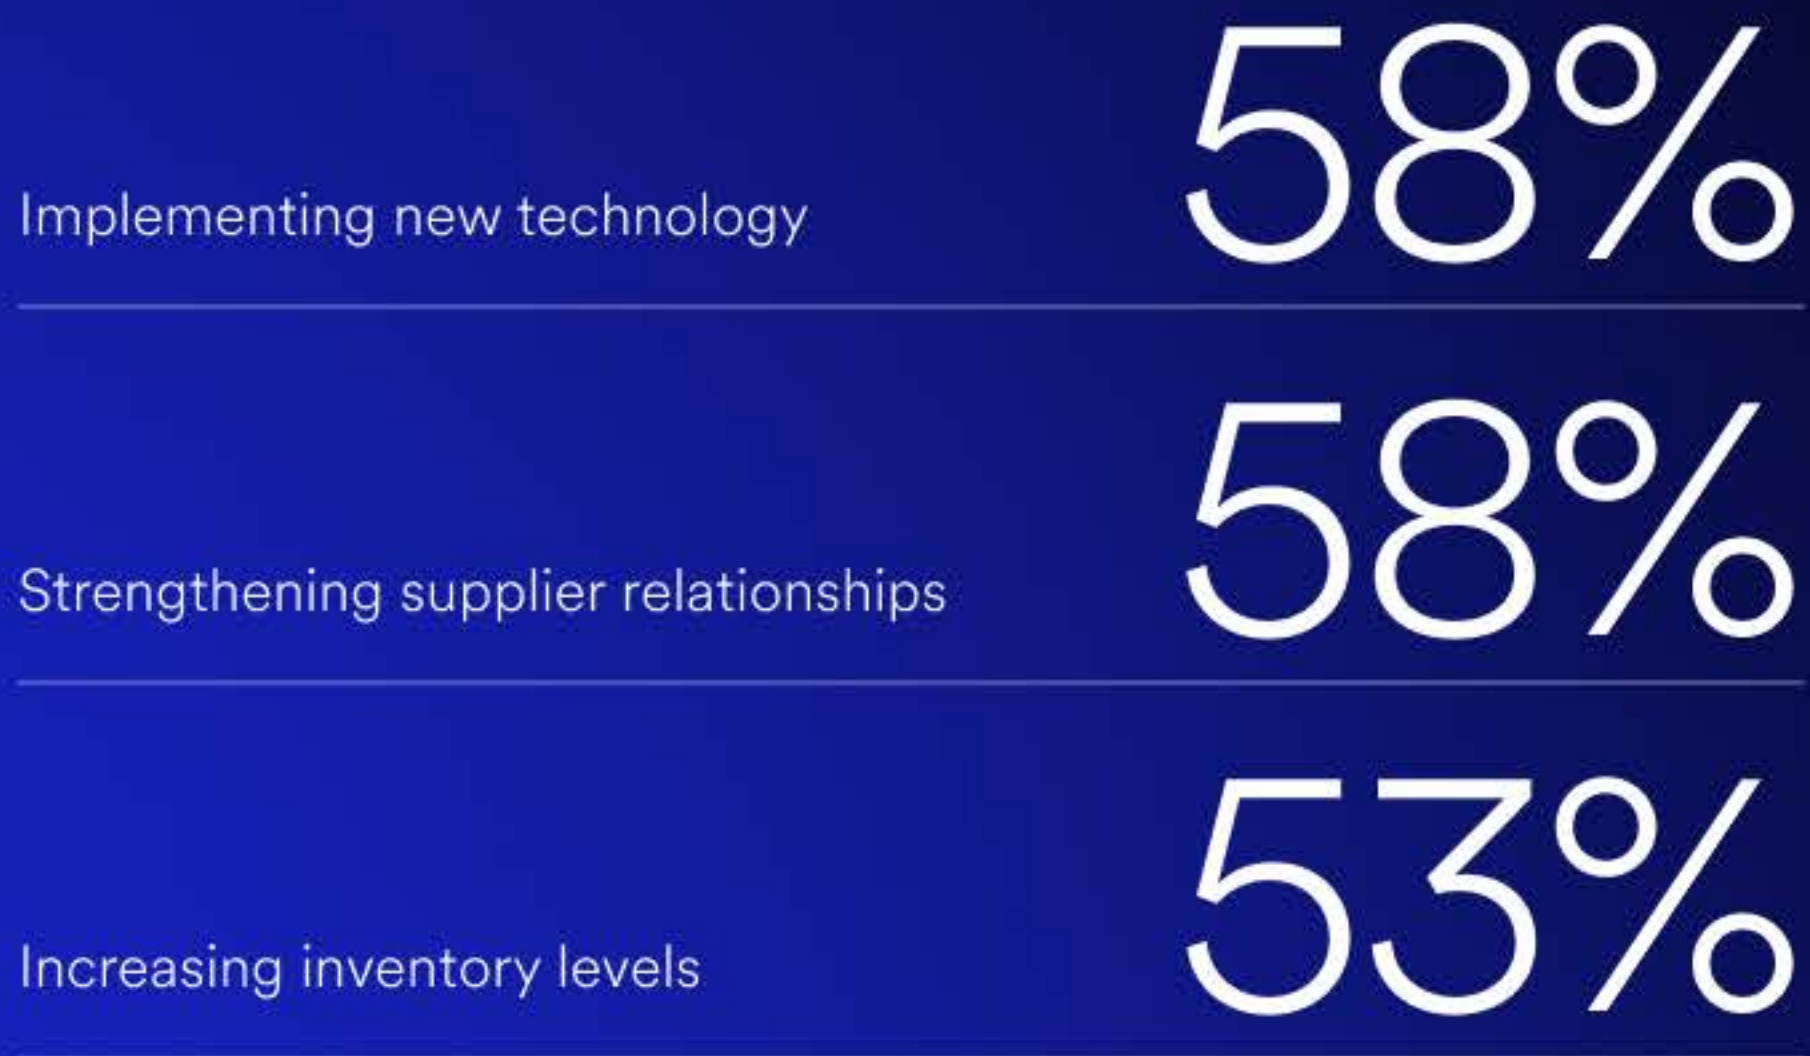 58%
Implementing new technology
58%
Strengthening supplier relationships
53%
Increasing inventory levels